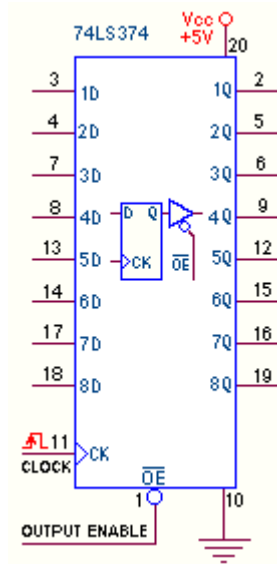 74LS374
Vcc
+5V
20
3 1D 1Q 2
4 2D 2Q 5
7 3D 3Q 6
8 4D D Q 4Q 9
13 5D CK OE 5Q 12
14 6D 6Q 15
17 7D 7Q 16
18 8D 8Q 19
11 CK
CLOCK
OE
1 10
OUTPUT ENABLE